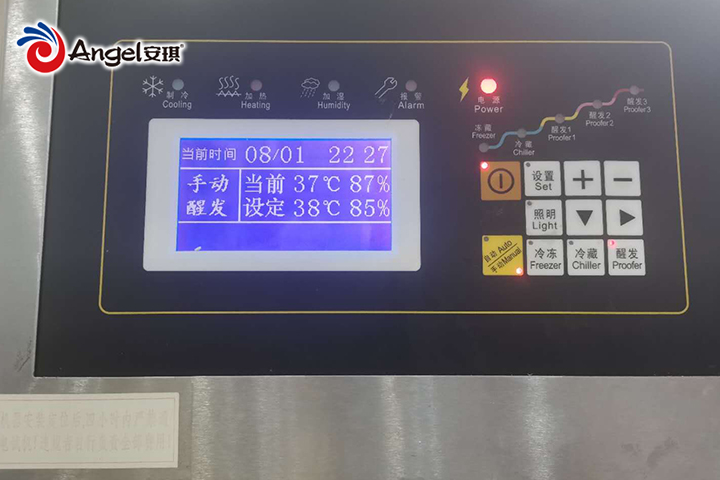 Angel安琪®
制冷 加热 加湿 报警 电源
Cooling Heating Humidity Alarm Power
冻藏 Freezer
冷藏 Chiller
醒发1 Proofer1
醒发2 Proofer2
醒发3 Proofer3
当前时间 08/01 22 27
手动 当前 37℃ 87%
醒发 设定 38℃ 85%
设置 Set + −
照明 Light
自动 Auto 手动 Manual
冷冻 Freezer
冷藏 Chiller
醒发 Proofer